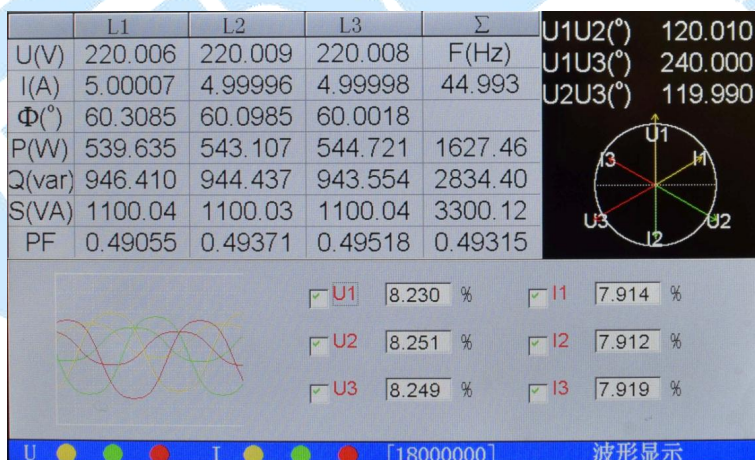 L1 L2 L3 Σ
U(V) 220.006 220.009 220.008 F(Hz)
I(A) 5.00007 4.99996 4.99998 44.993
Φ(°) 60.3085 60.0985 60.0018
P(W) 539.635 543.107 544.721 1627.46
Q(var) 946.410 944.437 943.554 2834.40
S(VA) 1100.04 1100.03 1100.04 3300.12
PF 0.49055 0.49371 0.49518 0.49315
U1U2(°) 120.010
U1U3(°) 240.000
U2U3(°) 119.990
U1
I3 I1
U3 U2
I2
U1 8.230 % I1 7.914 %
U2 8.251 % I2 7.912 %
U3 8.249 % I3 7.919 %
U I [18000000] 波形显示